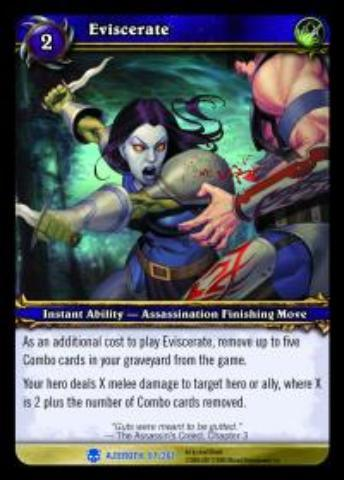 Eviscerate
2
Instant Ability — Assassination Finishing Move
As an additional cost to play Eviscerate, remove up to five
Combo cards in your graveyard from the game.
Your hero deals X melee damage to target hero or ally, where X
is 2 plus the number of Combo cards removed.
"Guts were meant to be gutted."
— The Assassin's Creed, Chapter 3
AZEROTH